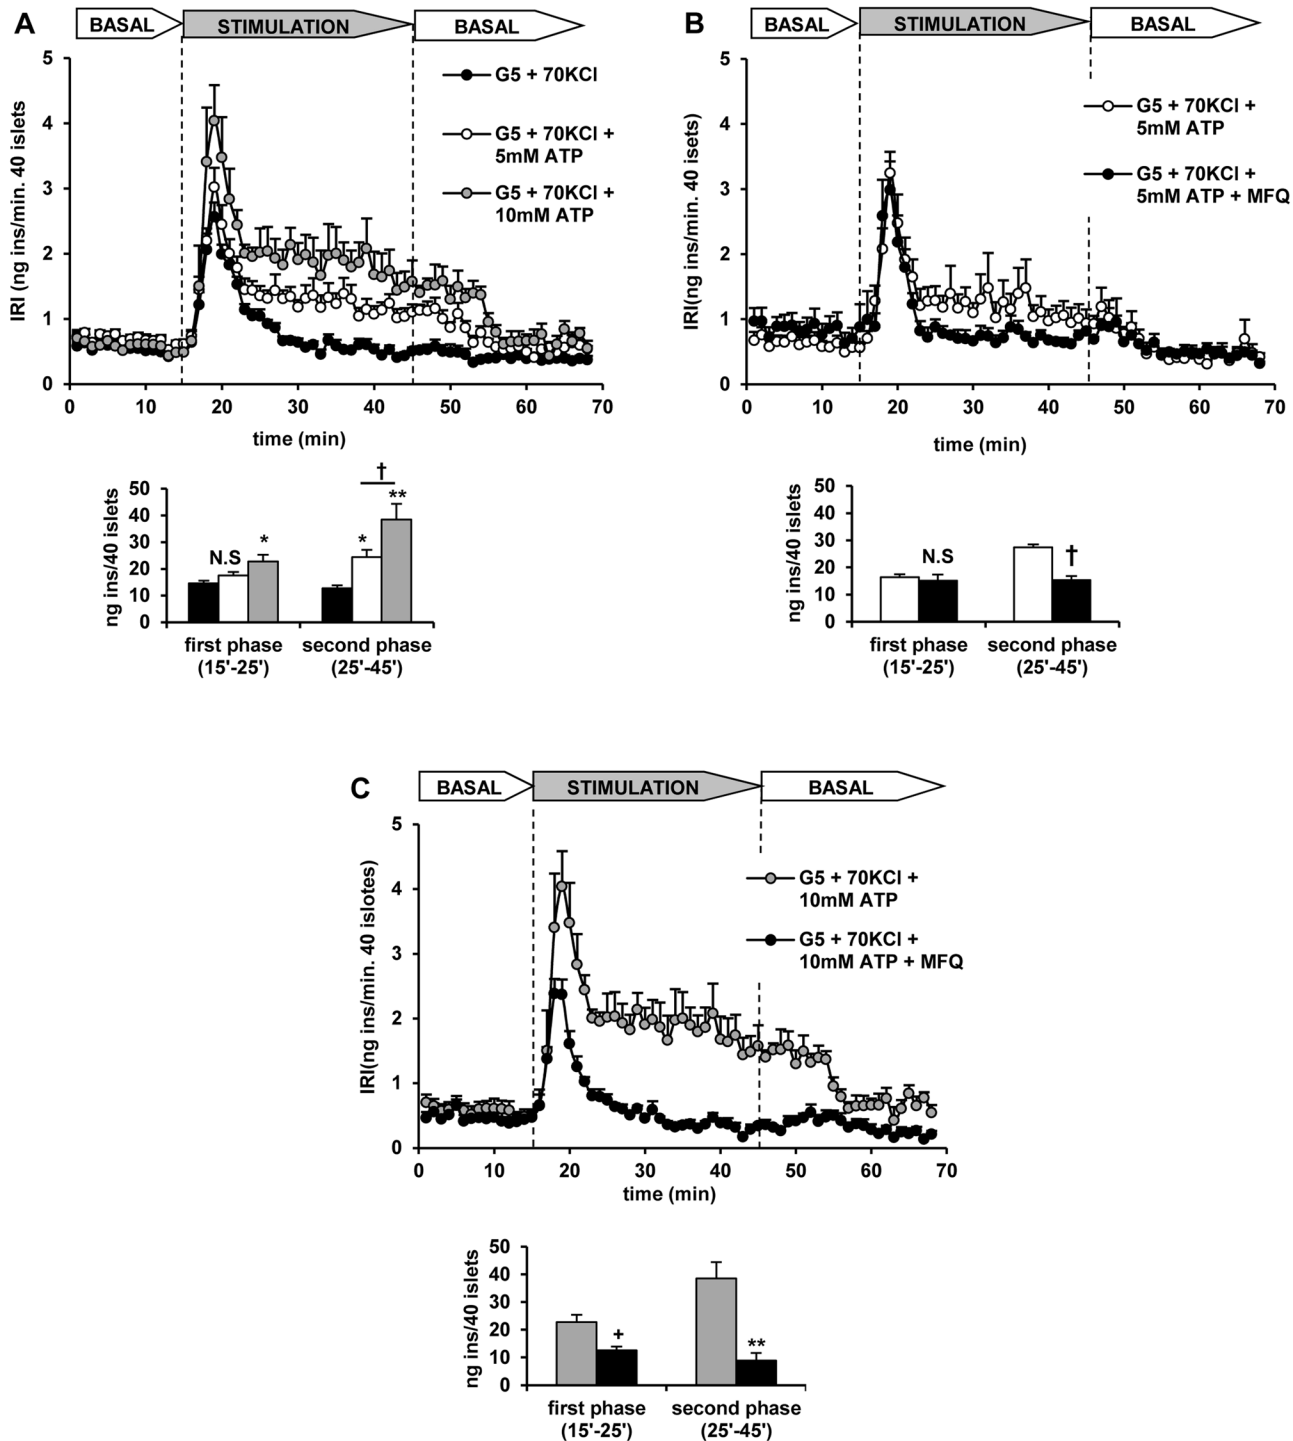 A
BASAL
STIMULATION
BASAL
IRI (ng ins/min. 40 islets)
5
4
3
2
1
0
G5 + 70KCl
G5 + 70KCl +
5mM ATP
G5 + 70KCl +
10mM ATP
0 10 20 30 40 50 60 70
time (min)
ng ins/40 islets
50
40
30
20
10
0
N.S
*
*
†
**
first phase
(15'-25')
second phase
(25'-45')
B
BASAL
STIMULATION
BASAL
IRI(ng ins/min. 40 isets)
5
4
3
2
1
0
G5 + 70KCl +
5mM ATP
G5 + 70KCl +
5mM ATP + MFQ
0 10 20 30 40 50 60 70
time (min)
ng ins/40 islets
50
40
30
20
10
0
N.S
†
first phase
(15'-25')
second phase
(25'-45')
C
BASAL
STIMULATION
BASAL
IRI(ng ins/min. 40 islotes)
5
4
3
2
1
0
G5 + 70KCl +
10mM ATP
G5 + 70KCl +
10mM ATP + MFQ
0 10 20 30 40 50 60 70
time (min)
ng ins/40 islets
50
40
30
20
10
0
+
**
first phase
(15'-25')
second phase
(25'-45')